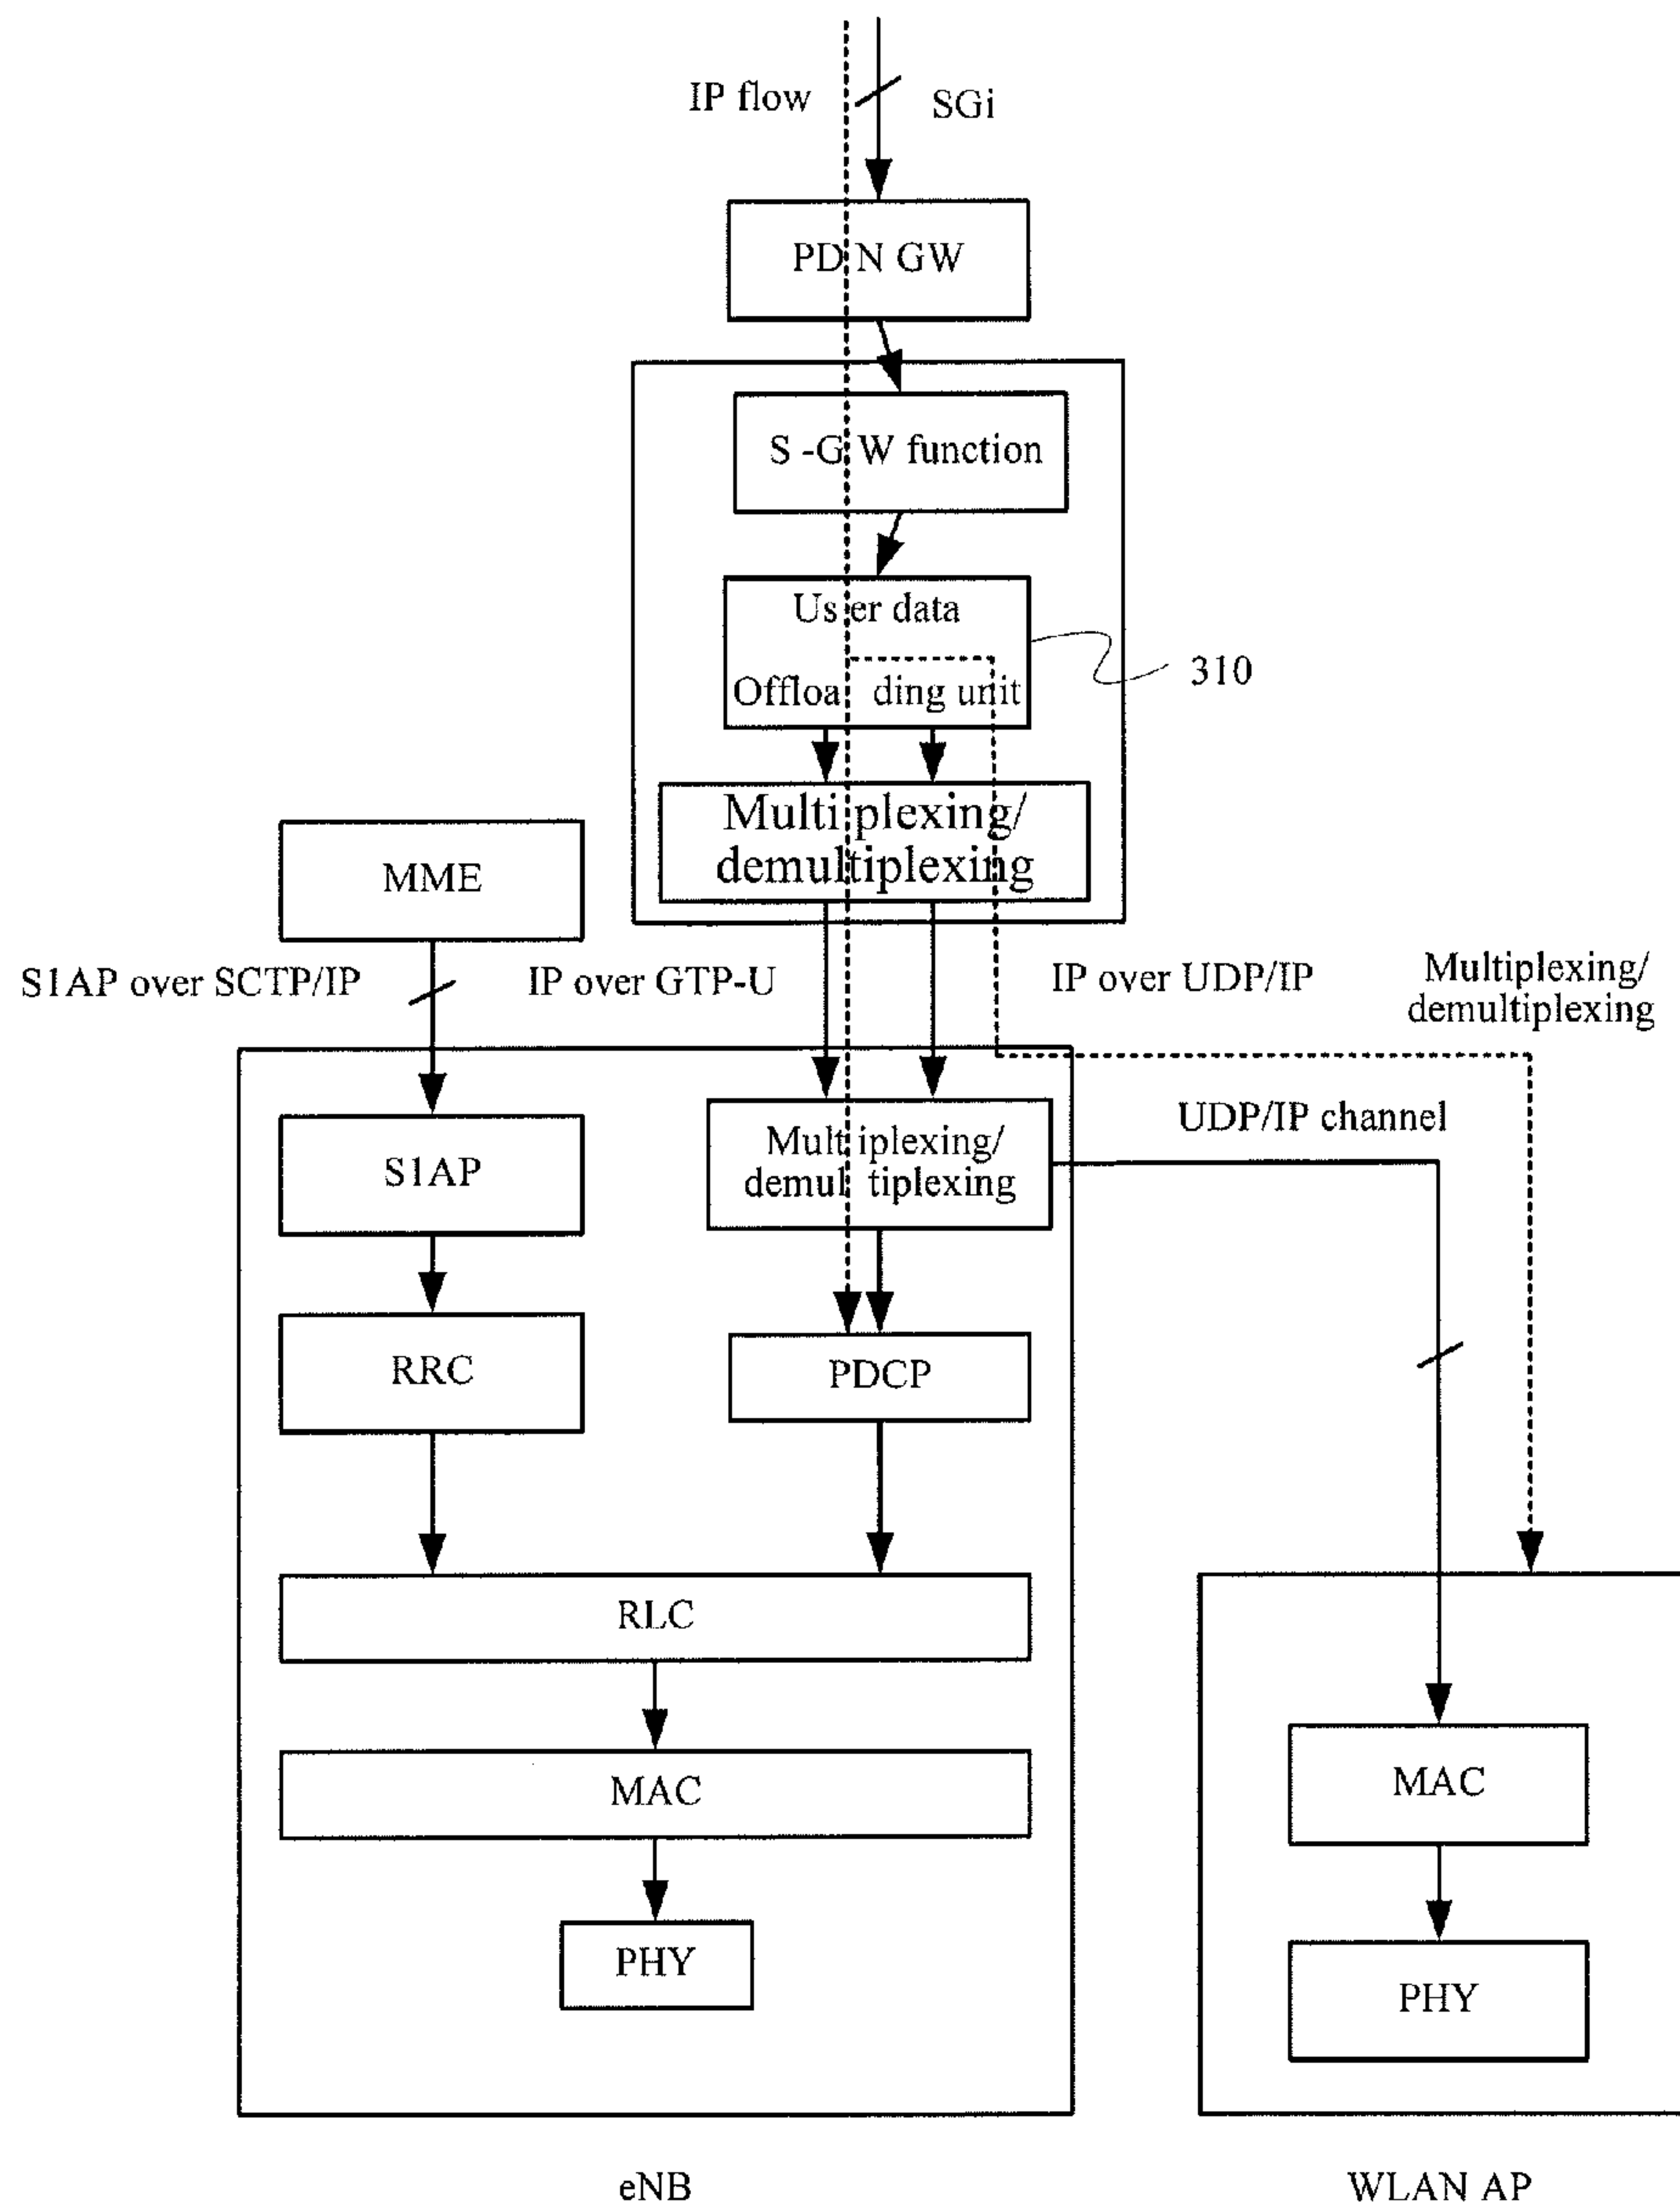 IP flow
SGi
PDN GW
S-GW function
User data
Offloading unit
310
Multiplexing/
demultiplexing
MME
S1AP over SCTP/IP
IP over GTP-U
IP over UDP/IP
Multiplexing/
demultiplexing
S1AP
Multiplexing/
demultiplexing
UDP/IP channel
RRC
PDCP
RLC
MAC
MAC
PHY
PHY
eNB
WLAN AP